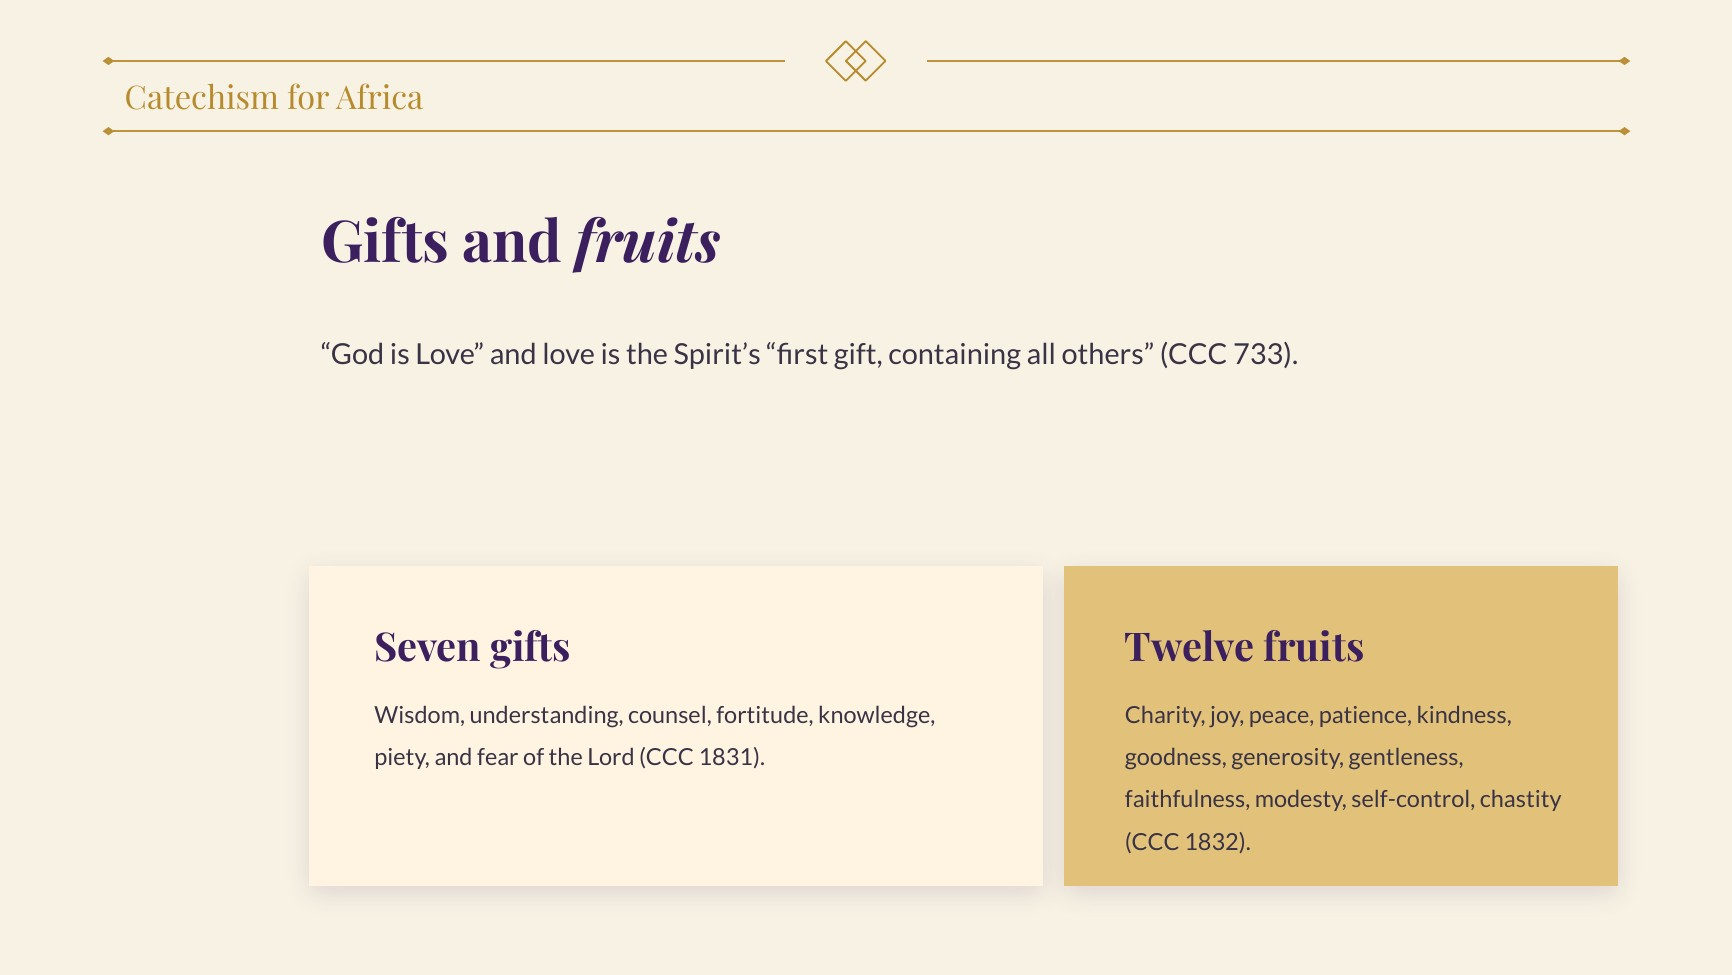 Catechism for Africa
Gifts and fruits
“God is Love” and love is the Spirit’s “first gift, containing all others” (CCC 733).
Seven gifts
Wisdom, understanding, counsel, fortitude, knowledge,
piety, and fear of the Lord (CCC 1831).
Twelve fruits
Charity, joy, peace, patience, kindness,
goodness, generosity, gentleness,
faithfulness, modesty, self-control, chastity
(CCC 1832).